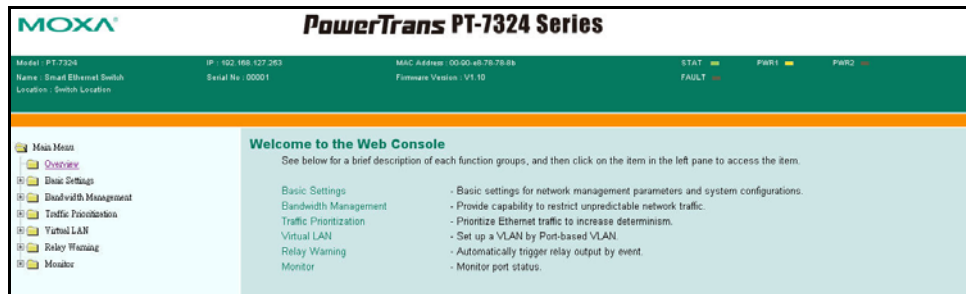 MOXA
PowerTrans PT-7324 Series
Model : PT-7324
IP : 192.168.127.253
MAC Address : 00-90-e8-78-78-8b
STAT
PWR1
PWR2
Name : Smart Ethernet Switch
Serial No : 00001
Firmware Version : V1.10
FAULT
Location : Switch Location
Main Menu
Overview
Basic Settings
Bandwidth Management
Traffic Prioritization
Virtual LAN
Relay Warning
Monitor
Welcome to the Web Console
See below for a brief description of each function groups, and then click on the item in the left pane to access the item.
Basic Settings - Basic settings for network management parameters and system configurations.
Bandwidth Management - Provide capability to restrict unpredictable network traffic.
Traffic Prioritization - Prioritize Ethernet traffic to increase determinism.
Virtual LAN - Set up a VLAN by Port-based VLAN.
Relay Warning - Automatically trigger relay output by event.
Monitor - Monitor port status.